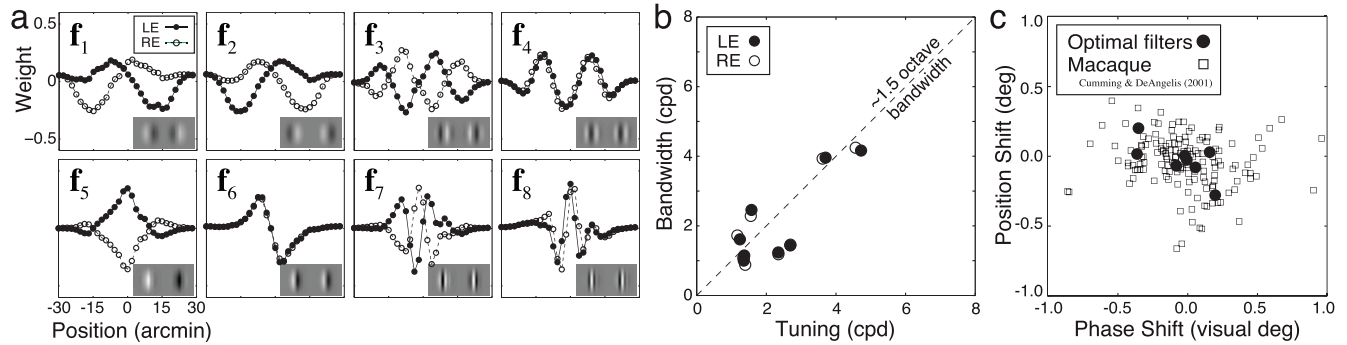 a
Weight
0.5
0
−0.5
f1
LE
RE
f2
f3
f4
f5
f6
f7
f8
-30 -15 0 15 30
Position (arcmin)
b
Bandwidth (cpd)
8
6
4
2
0
LE
RE
~1.5 octave
bandwidth
0 2 4 6 8
Tuning (cpd)
c
Position Shift (deg)
1.0
0.5
0.0
-0.5
-1.0
Optimal filters
Macaque
Cumming & DeAngelis (2001)
-1.0 -0.5 0.0 0.5 1.0
Phase Shift (visual deg)